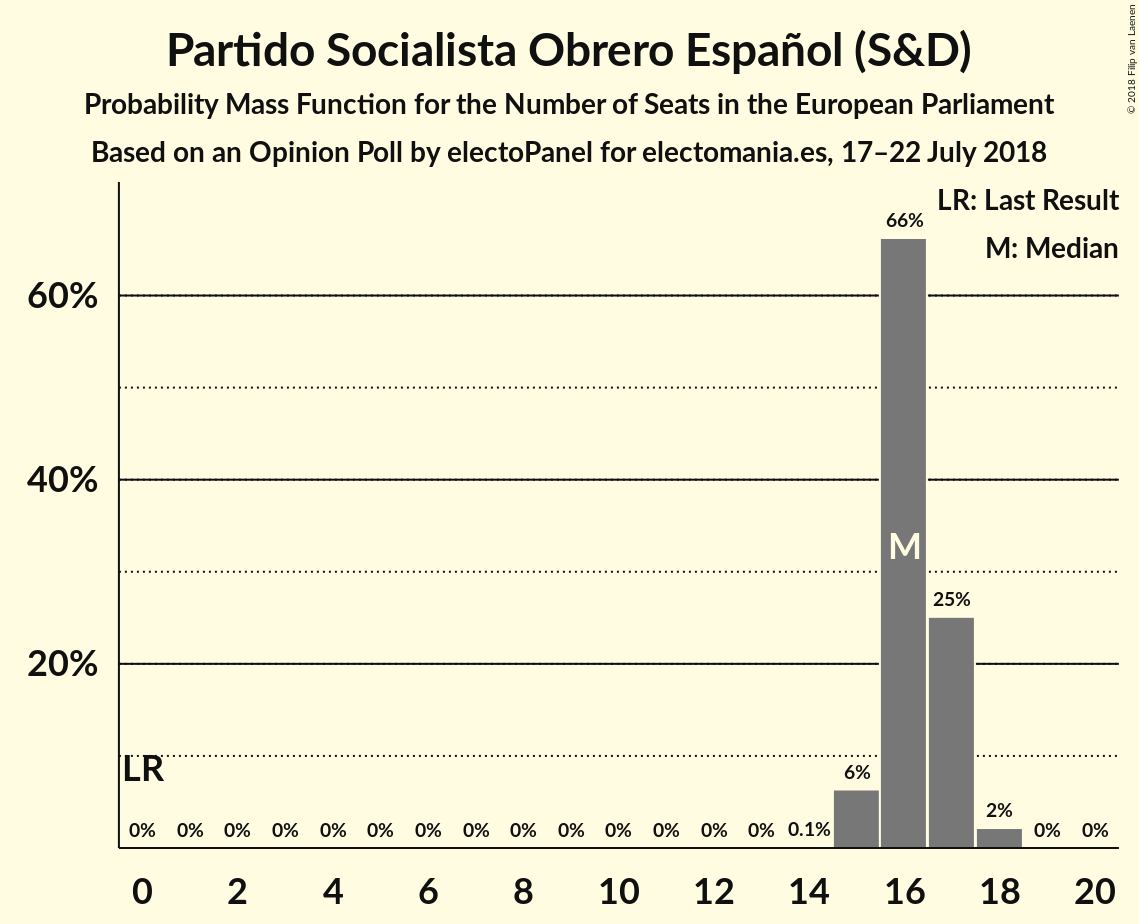 Partido Socialista Obrero Español (S&D)
Probability Mass Function for the Number of Seats in the European Parliament
Based on an Opinion Poll by electoPanel for electomania.es, 17–22 July 2018
© 2018 Filip van Laenen
LR: Last Result
M: Median
66%
60%
40%
M
25%
20%
LR
6%
2%
0% 0% 0% 0% 0% 0% 0% 0% 0% 0% 0% 0% 0% 0% 0.1% 0% 0%
0 2 4 6 8 10 12 14 16 18 20